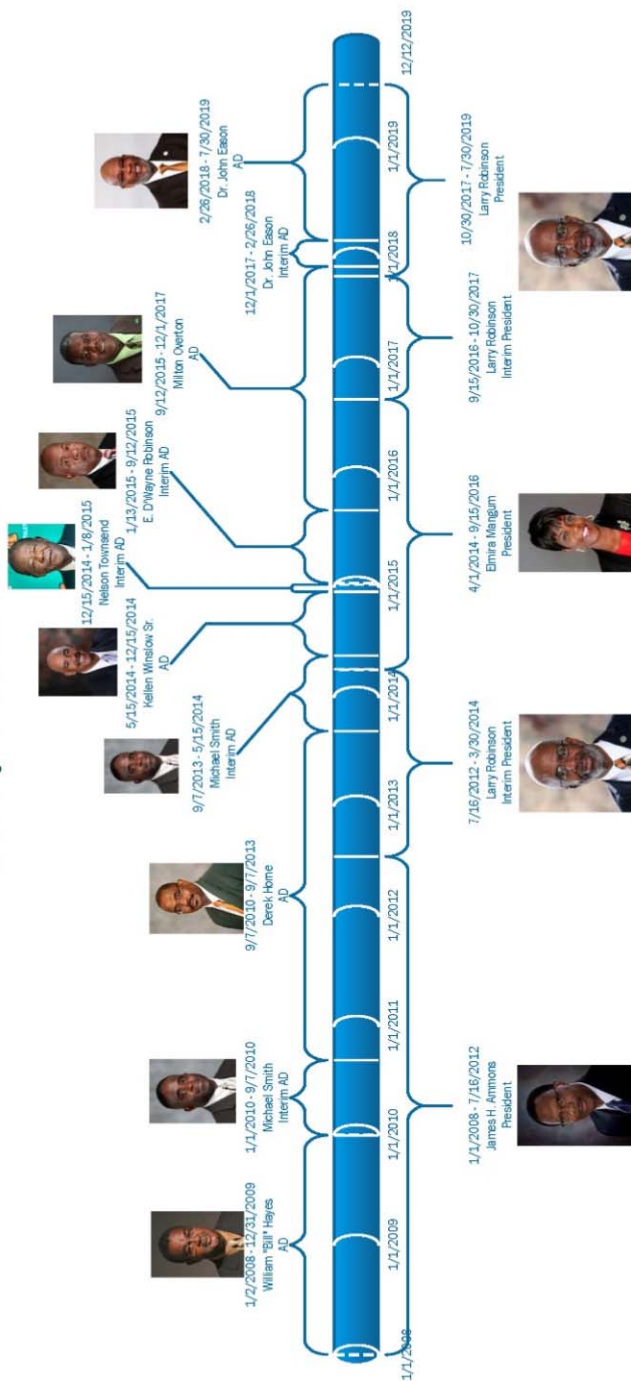 1/2/2008 - 12/31/2009
William "Bill" Hayes
AD
1/1/2010 - 9/7/2010
Michael Smith
Interim AD
9/7/2010 - 9/7/2013
Derek Horne
AD
9/7/2013 - 5/15/2014
Michael Smith
Interim AD
5/15/2014 - 12/15/2014
Kellen Winslow Sr.
AD
12/15/2014 - 1/8/2015
Nelson Townsend
Interim AD
1/13/2015 - 9/12/2015
E. D'Wayne Robinson
Interim AD
9/12/2015 - 12/1/2017
Milton Overton
AD
12/1/2017 - 2/26/2018
Dr. John Eason
Interim AD
2/26/2018 - 7/30/2019
Dr. John Eason
AD
1/1/2008
1/1/2009
1/1/2010
1/1/2011
1/1/2012
1/1/2013
1/1/2014
1/1/2015
1/1/2016
1/1/2017
1/1/2018
1/1/2019
12/12/2019
1/1/2008 - 7/16/2012
James H. Ammons
President
7/16/2012 - 3/30/2014
Larry Robinson
Interim President
4/1/2014 - 9/15/2016
Elmira Mangum
President
9/15/2016 - 10/30/2017
Larry Robinson
Interim President
10/30/2017 - 7/30/2019
Larry Robinson
President